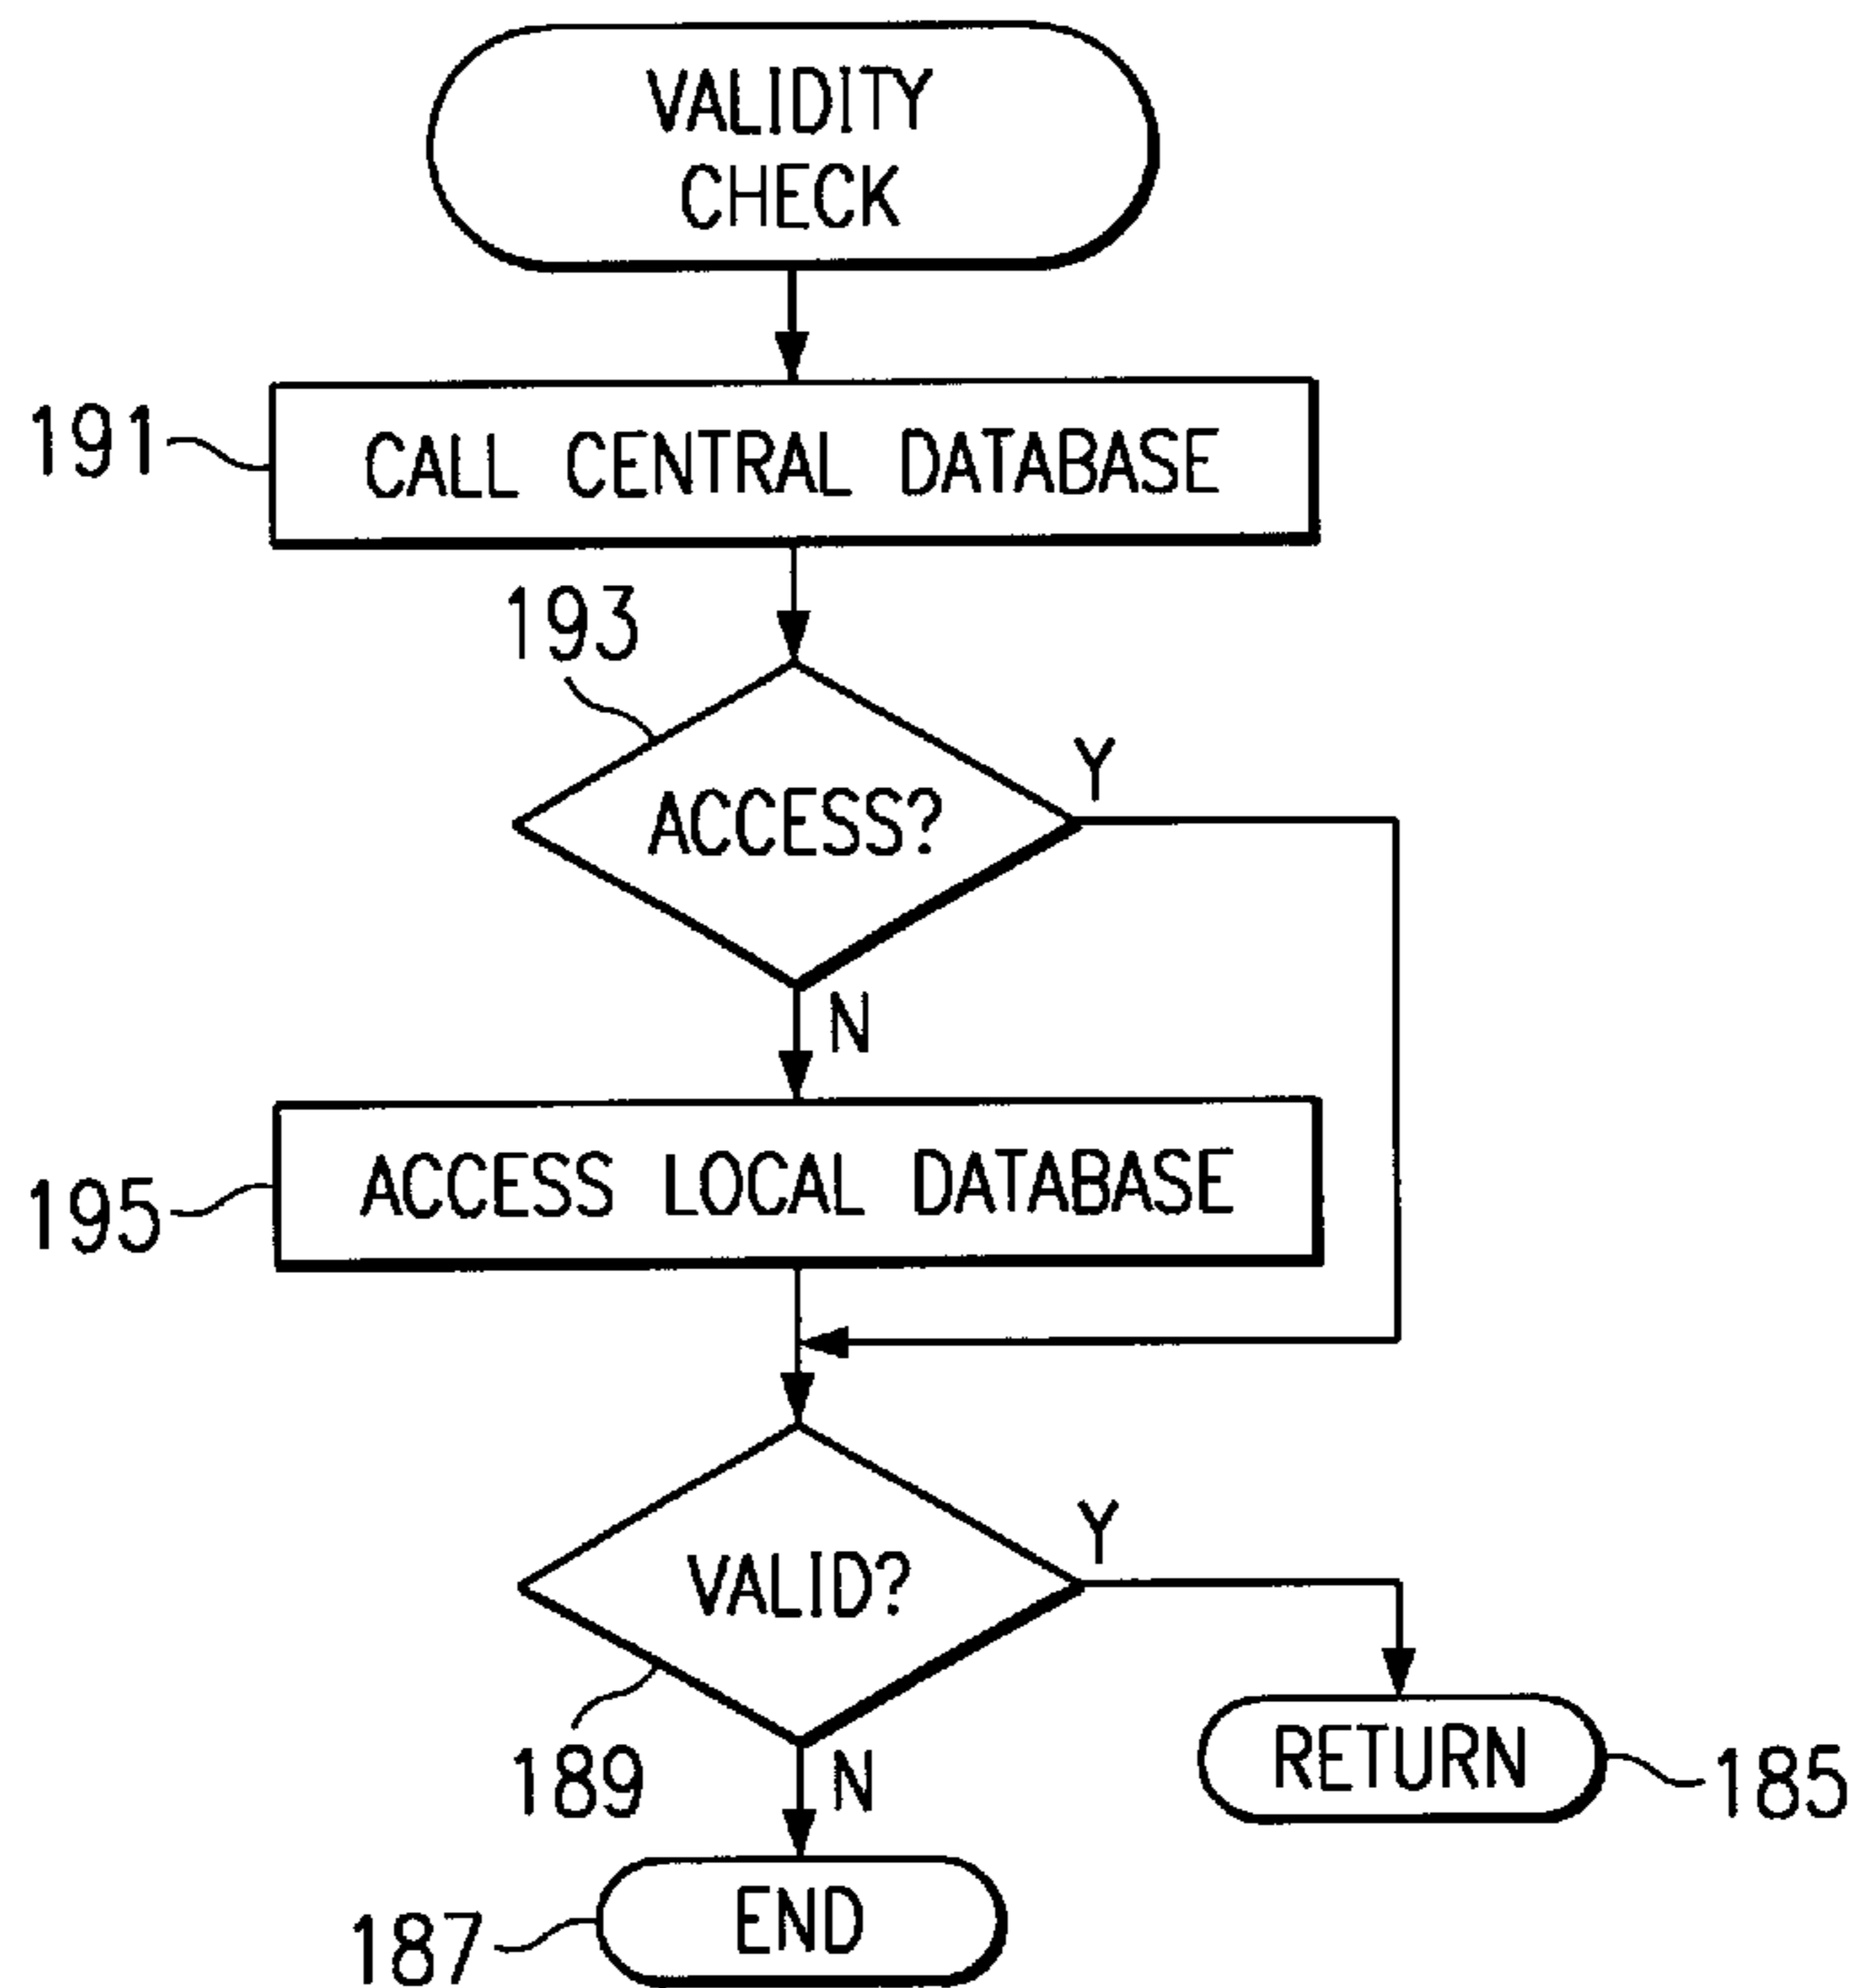 VALIDITY
CHECK
191
CALL CENTRAL DATABASE
193
ACCESS?
Y
N
195
ACCESS LOCAL DATABASE
VALID?
Y
189
N
RETURN
185
187
END